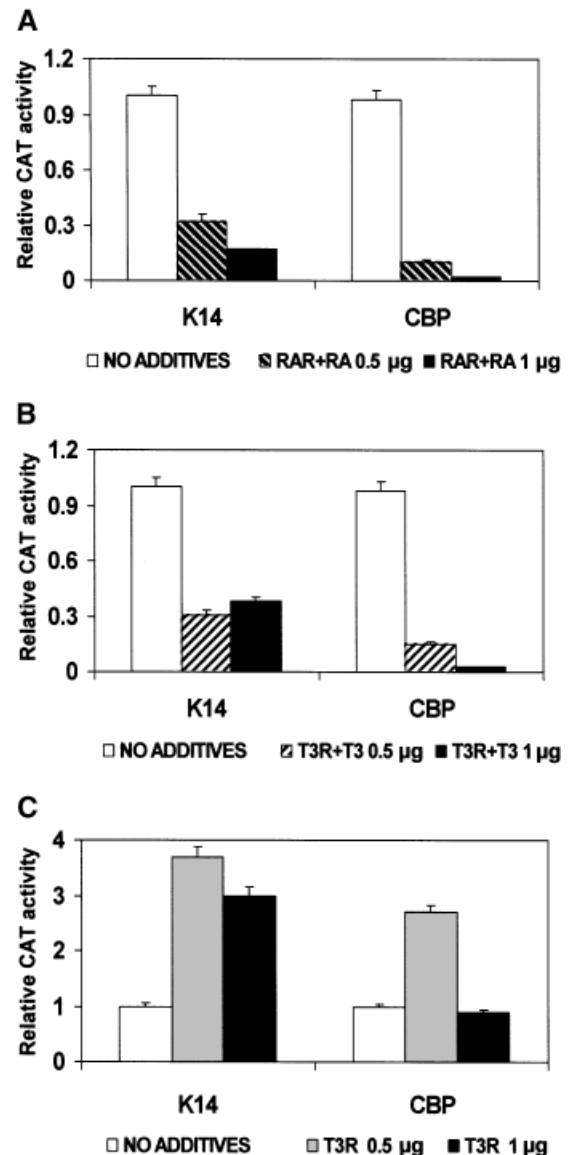 A
Relative CAT activity
1.2
0.9
0.6
0.3
0
K14 CBP
NO ADDITIVES RAR+RA 0.5 µg RAR+RA 1 µg
B
Relative CAT activity
1.2
0.9
0.6
0.3
0
K14 CBP
NO ADDITIVES T3R+T3 0.5 µg T3R+T3 1 µg
C
Relative CAT activity
4
3
2
1
0
K14 CBP
NO ADDITIVES T3R 0.5 µg T3R 1 µg